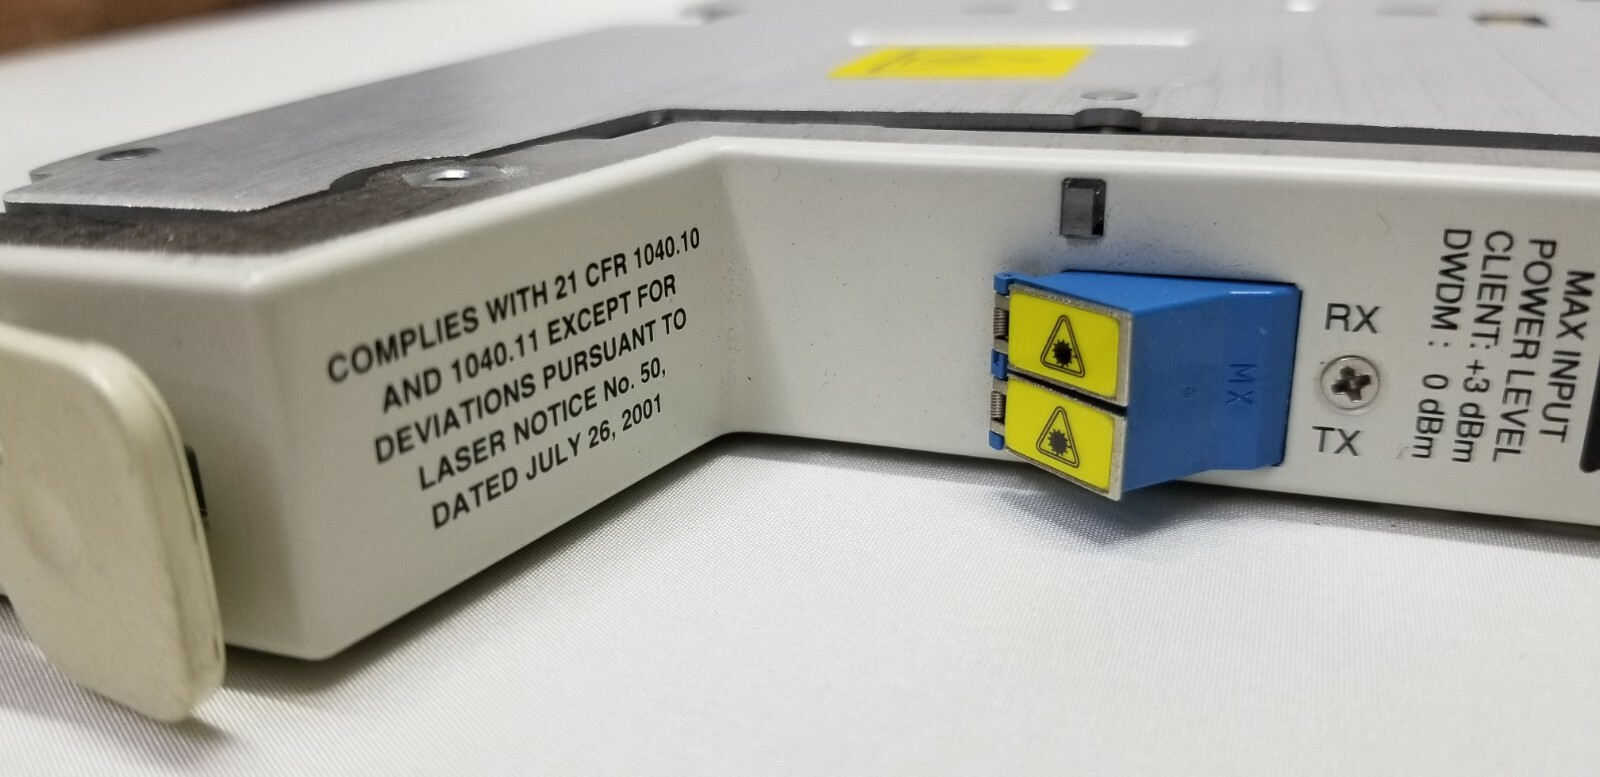 COMPLIES WITH 21 CFR 1040.10
AND 1040.11 EXCEPT FOR
DEVIATIONS PURSUANT TO
LASER NOTICE No. 50,
DATED JULY 26, 2001
MX
RX
TX
MAX INPUT
POWER LEVEL
CLIENT: +3 dBm
DWDM : 0 dBm